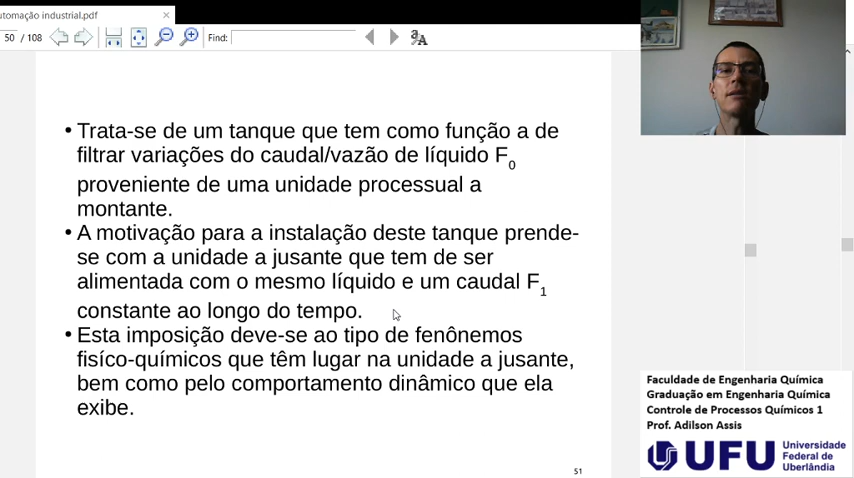 utomação industrial.pdf
50 / 108
Find:
• Trata-se de um tanque que tem como função a de
filtrar variações do caudal/vazão de líquido F0
proveniente de uma unidade processual a
montante.
• A motivação para a instalação deste tanque prende-
se com a unidade a jusante que tem de ser
alimentada com o mesmo líquido e um caudal F1
constante ao longo do tempo.
• Esta imposição deve-se ao tipo de fenônemos
fisíco-químicos que têm lugar na unidade a jusante,
bem como pelo comportamento dinâmico que ela
exibe.
51
Faculdade de Engenharia Química
Graduação em Engenharia Química
Controle de Processos Químicos 1
Prof. Adilson Assis
UFU
Universidade
Federal de
Uberlândia